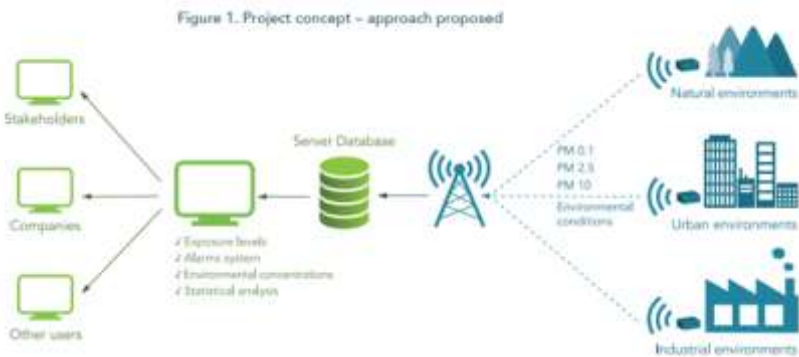 Figure 1. Project concept – approach proposed
Stakeholders
Companies
Other users
Server Database
√ Exposure levels
√ Alarms system
√ Environmental concentrations
√ Statistical analysis
PM 0.1
PM 2.5
PM 10
Environmental
conditions
Natural environments
Urban environments
Industrial environments